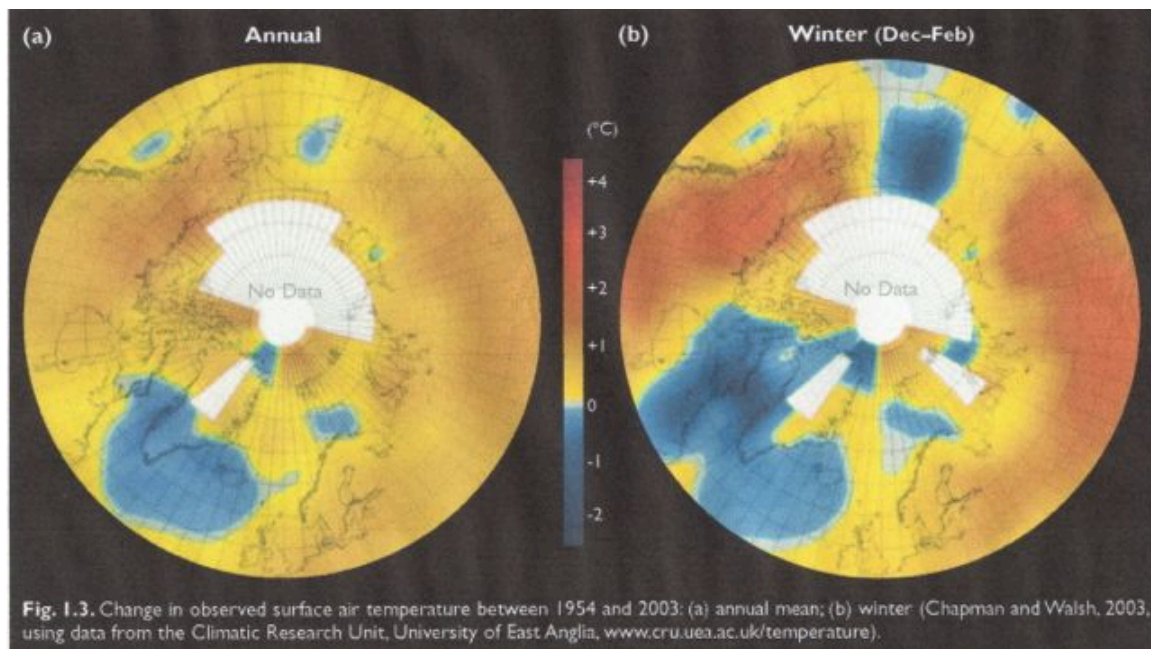 (a) Annual
(b) Winter (Dec–Feb)
(°C)
+4
+3
+2
+1
0
-1
-2
No Data
No Data
Fig. 1.3. Change in observed surface air temperature between 1954 and 2003: (a) annual mean; (b) winter (Chapman and Walsh, 2003,
using data from the Climatic Research Unit, University of East Anglia, www.cru.uea.ac.uk/temperature).